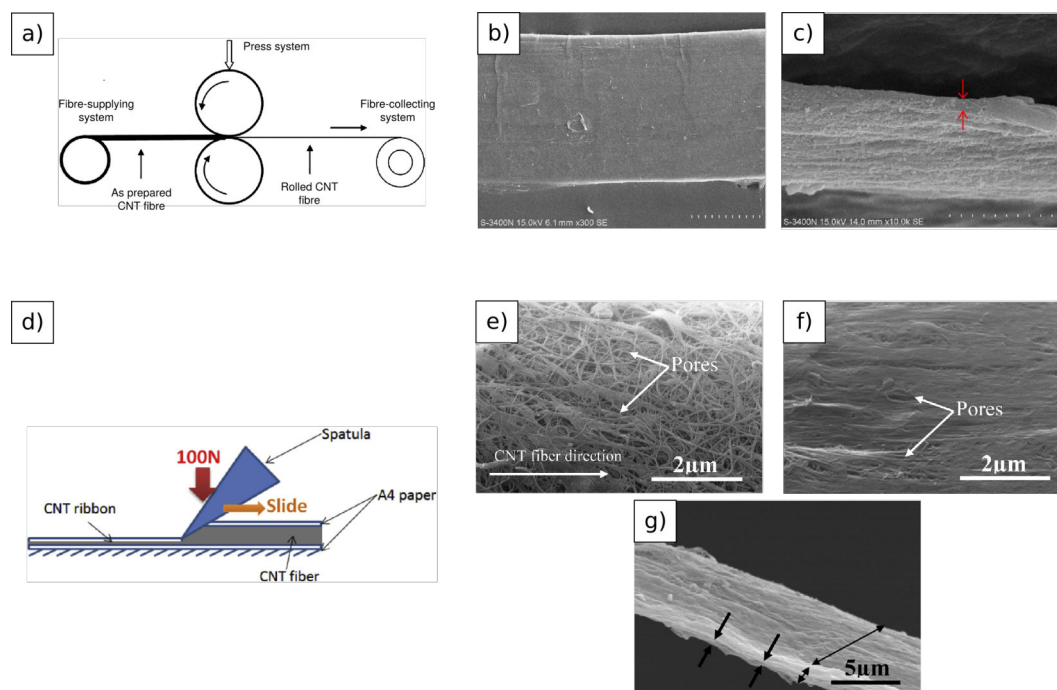 a)
Press system
Fibre-supplying
system
Fibre-collecting
system
As prepared
CNT fibre
Rolled CNT
fibre
b)
S-3400N 15.0kV 6.1mm x300 SE
c)
S-3400N 15.0kV 14.0mm x10.0k SE
d)
Spatula
100N
Slide
A4 paper
CNT ribbon
CNT fiber
e)
Pores
CNT fiber direction
2μm
f)
Pores
2μm
g)
5μm